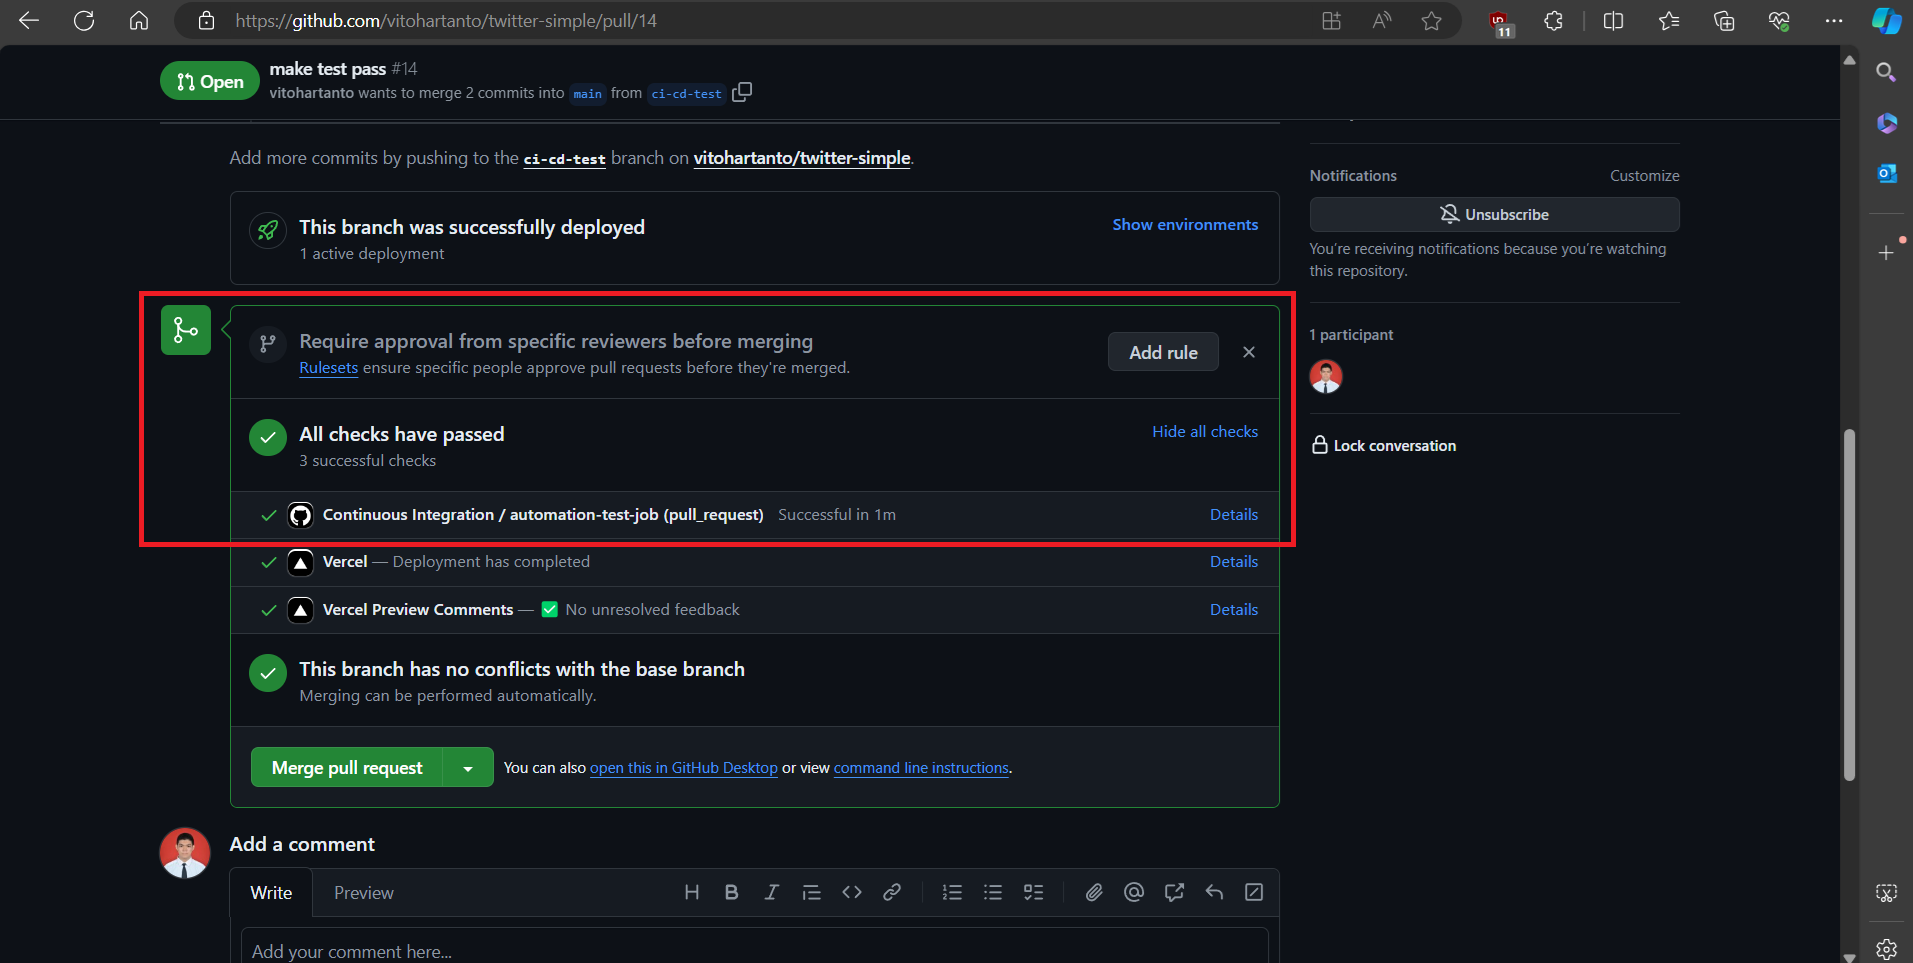 https://github.com/vitohartanto/twitter-simple/pull/14
11
Open
make test pass #14
vitohartanto wants to merge 2 commits into main from ci-cd-test
Add more commits by pushing to the ci-cd-test branch on vitohartanto/twitter-simple.
This branch was successfully deployed
Show environments
1 active deployment
Require approval from specific reviewers before merging
Rulesets ensure specific people approve pull requests before they're merged.
Add rule
All checks have passed
Hide all checks
3 successful checks
Continuous Integration / automation-test-job (pull_request) Successful in 1m
Details
Vercel — Deployment has completed
Details
Vercel Preview Comments — ✅ No unresolved feedback
Details
This branch has no conflicts with the base branch
Merging can be performed automatically.
Merge pull request
You can also open this in GitHub Desktop or view command line instructions.
Add a comment
Write
Preview
Add your comment here...
Notifications
Customize
Unsubscribe
You're receiving notifications because you're watching
this repository.
1 participant
Lock conversation